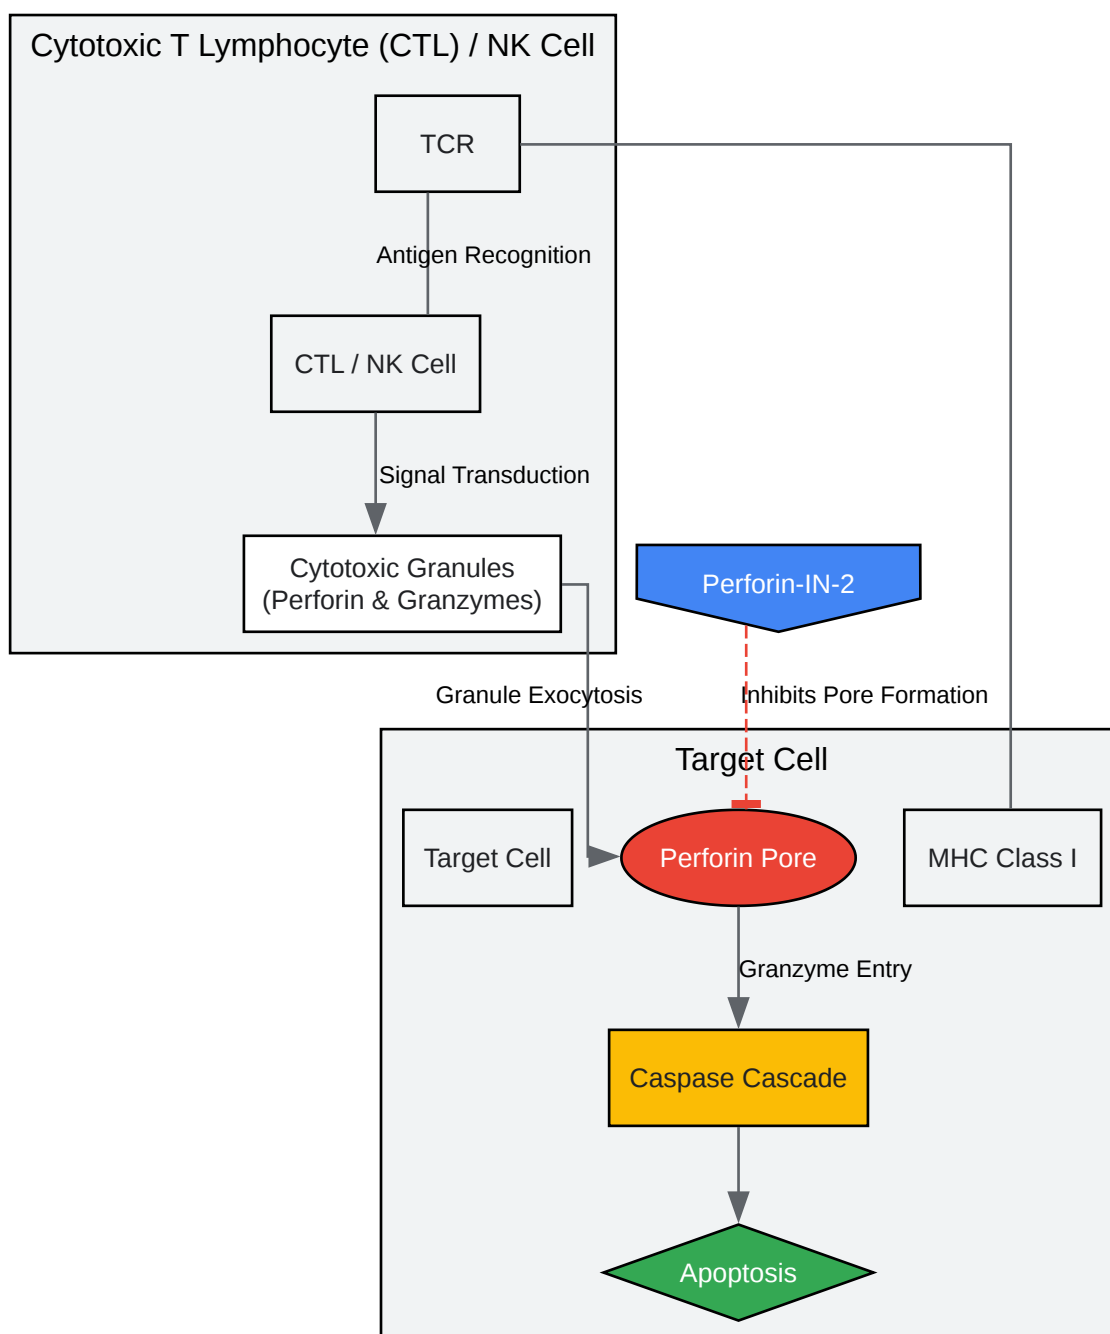 Cytotoxic T Lymphocyte (CTL) / NK Cell
TCR
Antigen Recognition
CTL / NK Cell
Signal Transduction
Cytotoxic Granules
(Perforin & Granzymes)
Perforin-IN-2
Granule Exocytosis
Inhibits Pore Formation
Target Cell
Target Cell
Perforin Pore
MHC Class I
Granzyme Entry
Caspase Cascade
Apoptosis